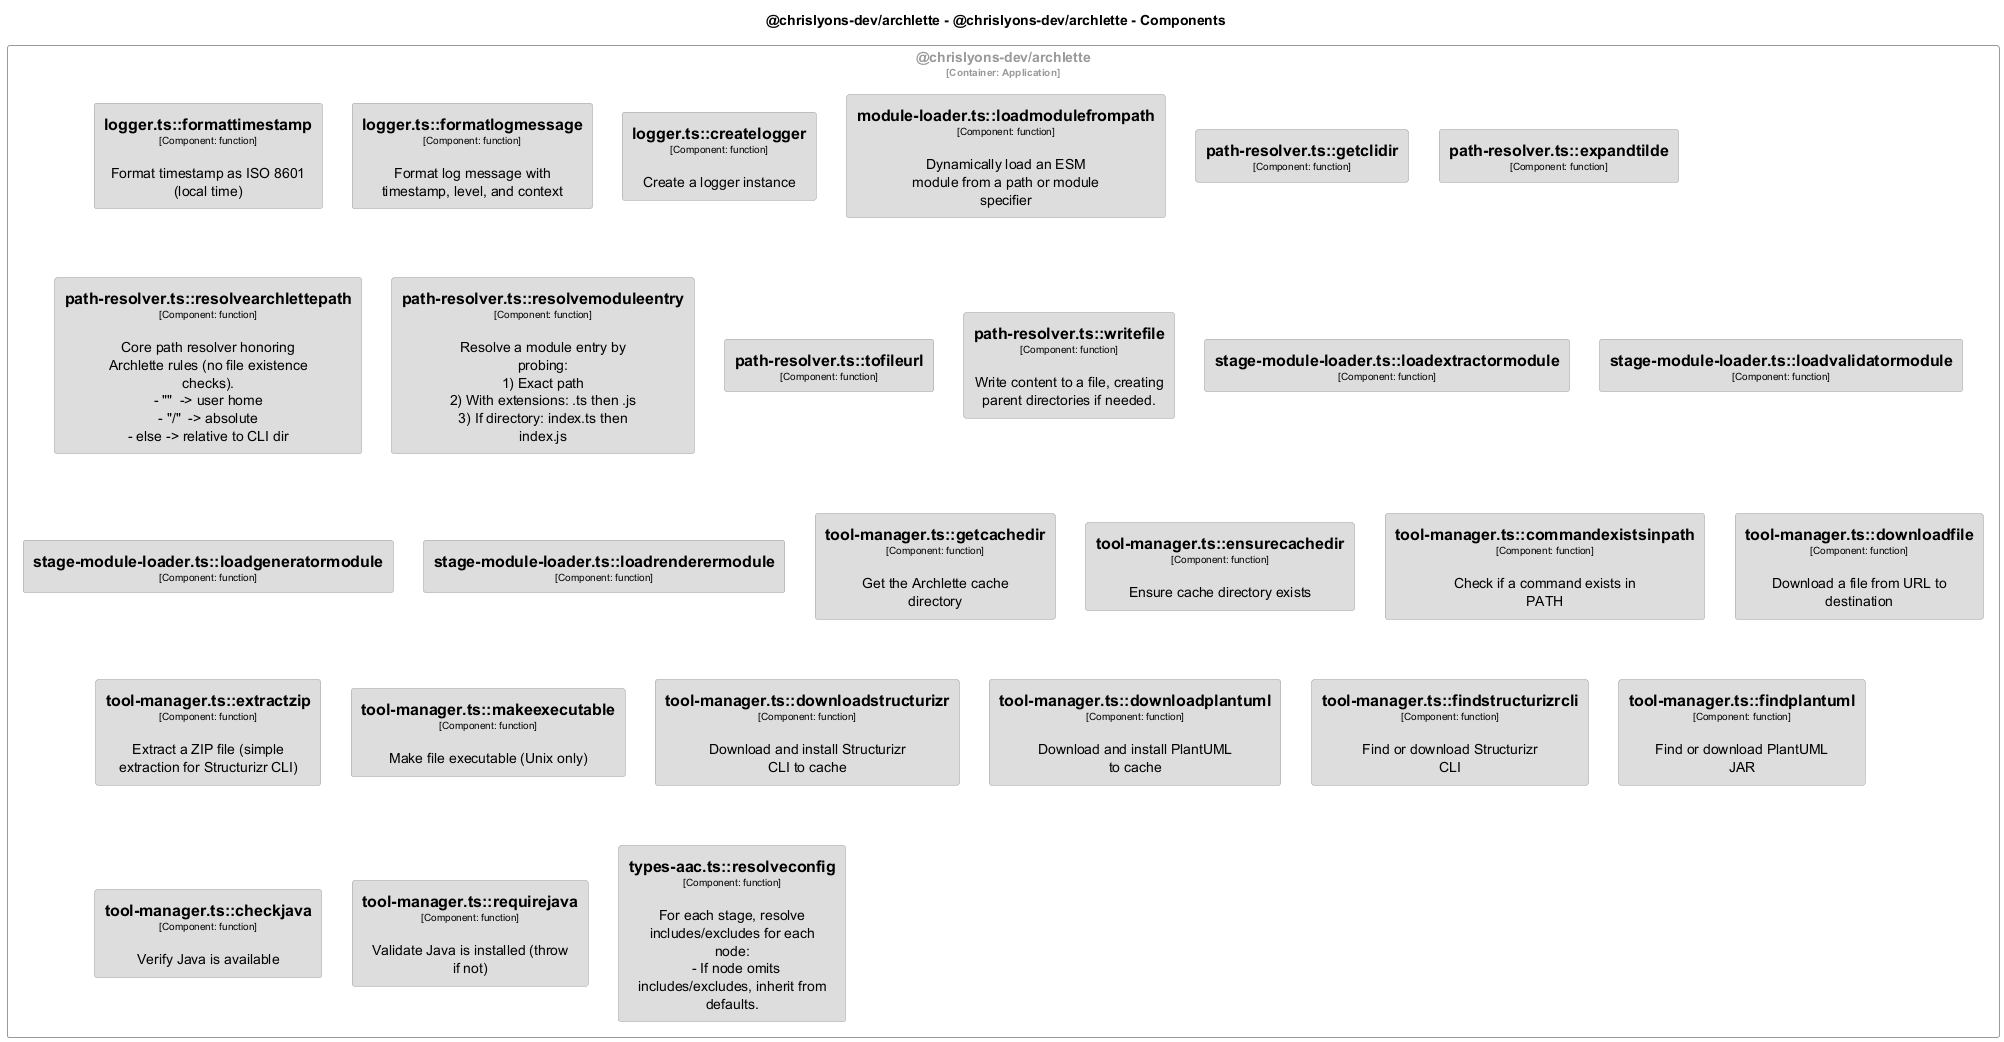 @chrislyons-dev/archlette - @chrislyons-dev/archlette - Components
@chrislyons-dev/archlette
[Container: Application]
logger.ts::formattimestamp
[Component: function]
Format timestamp as ISO 8601
(local time)
logger.ts::formatlogmessage
[Component: function]
Format log message with
timestamp, level, and context
logger.ts::createlogger
[Component: function]
Create a logger instance
module-loader.ts::loadmodulefrompath
[Component: function]
Dynamically load an ESM
module from a path or module
specifier
path-resolver.ts::getclidir
[Component: function]
path-resolver.ts::expandtilde
[Component: function]
path-resolver.ts::resolvearchlettepath
[Component: function]
Core path resolver honoring
Archlette rules (no file existence
checks).
- "" -> user home
- "/" -> absolute
- else -> relative to CLI dir
path-resolver.ts::resolvemoduleentry
[Component: function]
Resolve a module entry by
probing:
1) Exact path
2) With extensions: .ts then .js
3) If directory: index.ts then
index.js
path-resolver.ts::tofileurl
[Component: function]
path-resolver.ts::writefile
[Component: function]
Write content to a file, creating
parent directories if needed.
stage-module-loader.ts::loadextractormodule
[Component: function]
stage-module-loader.ts::loadvalidatormodule
[Component: function]
stage-module-loader.ts::loadgeneratormodule
[Component: function]
stage-module-loader.ts::loadrenderermodule
[Component: function]
tool-manager.ts::getcachedir
[Component: function]
Get the Archlette cache
directory
tool-manager.ts::ensurecachedir
[Component: function]
Ensure cache directory exists
tool-manager.ts::commandexistsinpath
[Component: function]
Check if a command exists in
PATH
tool-manager.ts::downloadfile
[Component: function]
Download a file from URL to
destination
tool-manager.ts::extractzip
[Component: function]
Extract a ZIP file (simple
extraction for Structurizr CLI)
tool-manager.ts::makeexecutable
[Component: function]
Make file executable (Unix only)
tool-manager.ts::downloadstructurizr
[Component: function]
Download and install Structurizr
CLI to cache
tool-manager.ts::downloadplantuml
[Component: function]
Download and install PlantUML
to cache
tool-manager.ts::findstructurizrcli
[Component: function]
Find or download Structurizr
CLI
tool-manager.ts::findplantuml
[Component: function]
Find or download PlantUML
JAR
tool-manager.ts::checkjava
[Component: function]
Verify Java is available
tool-manager.ts::requirejava
[Component: function]
Validate Java is installed (throw
if not)
types-aac.ts::resolveconfig
[Component: function]
For each stage, resolve
includes/excludes for each
node:
- If node omits
includes/excludes, inherit from
defaults.